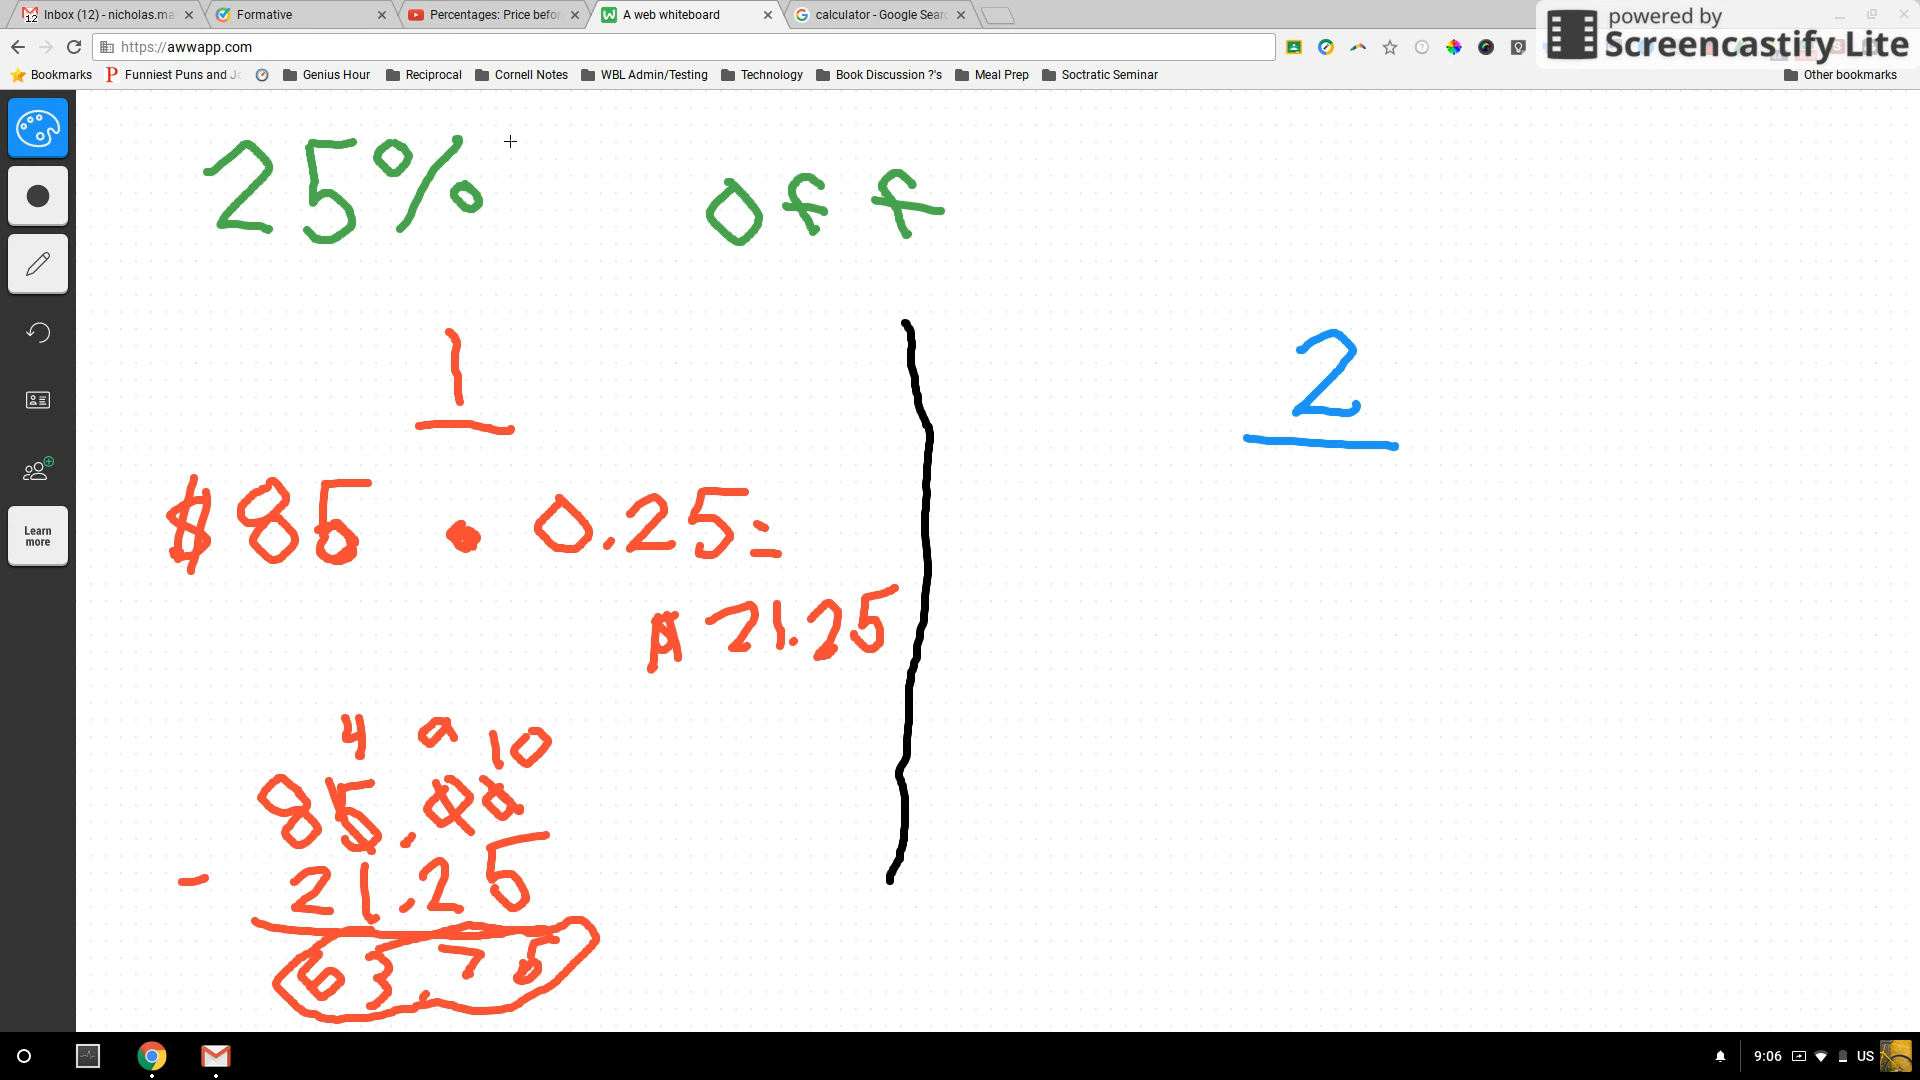 Inbox (12) - nicholas.ma
Formative
Percentages: Price befor
A web whiteboard
calculator - Google Sear
powered by
Screencastify Lite
https://awwapp.com
Bookmarks
Funniest Puns and Jo
Genius Hour
Reciprocal
Cornell Notes
WBL Admin/Testing
Technology
Book Discussion ?'s
Meal Prep
Soctratic Seminar
Other bookmarks
25% off
1
2
$85 • 0.25 =
$21.25
4 9 10
85.00
- 21.25
63.75
Learn more
9:06
US